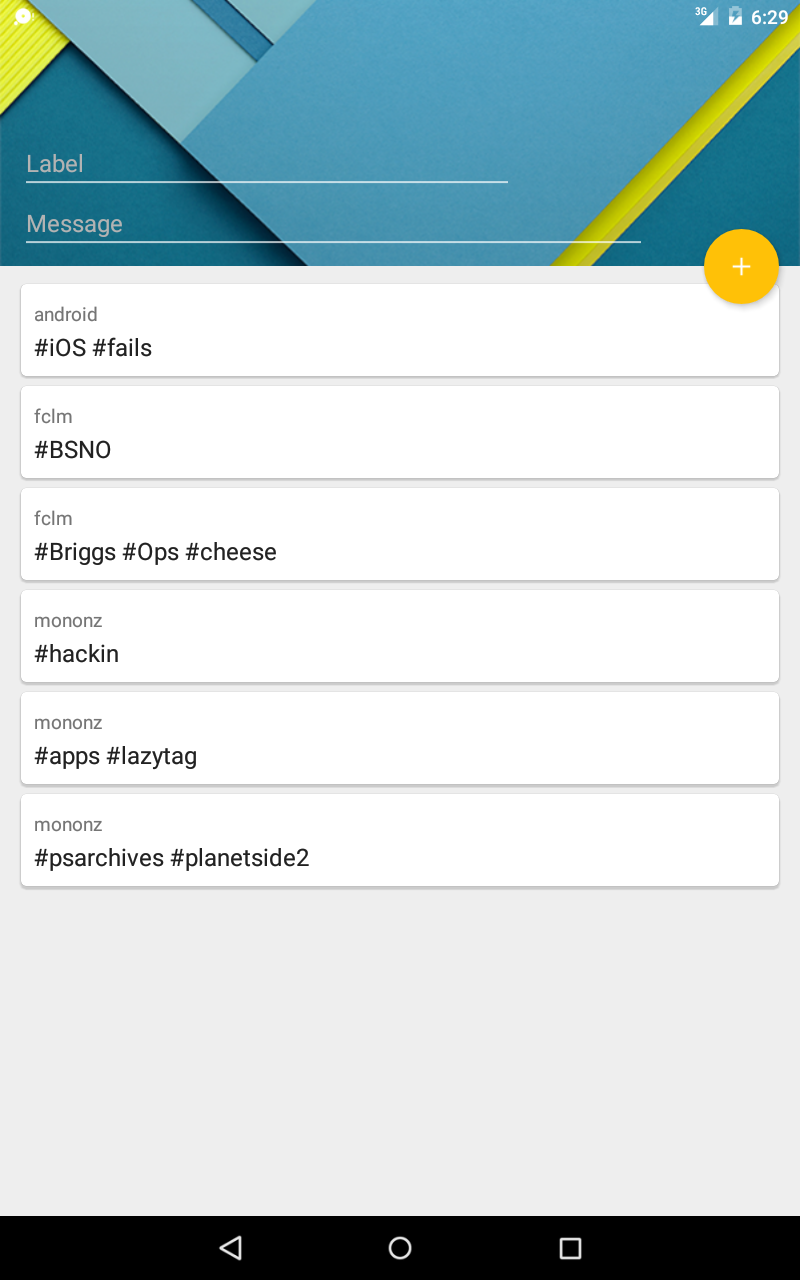 3G 6:29
Label
Message
+
android
#iOS #fails
fclm
#BSNO
fclm
#Briggs #Ops #cheese
mononz
#hackin
mononz
#apps #lazytag
mononz
#psarchives #planetside2